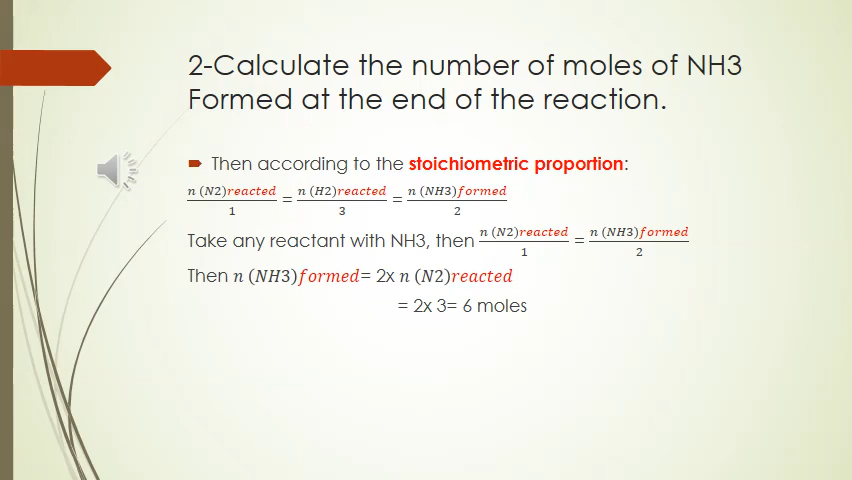 2-Calculate the number of moles of NH3
Formed at the end of the reaction.
Then according to the stoichiometric proportion:
n (N2)reacted/1 = n (H2)reacted/3 = n (NH3)formed/2
Take any reactant with NH3, then n (N2)reacted/1 = n (NH3)formed/2
Then n (NH3)formed= 2x n (N2)reacted
= 2x 3= 6 moles